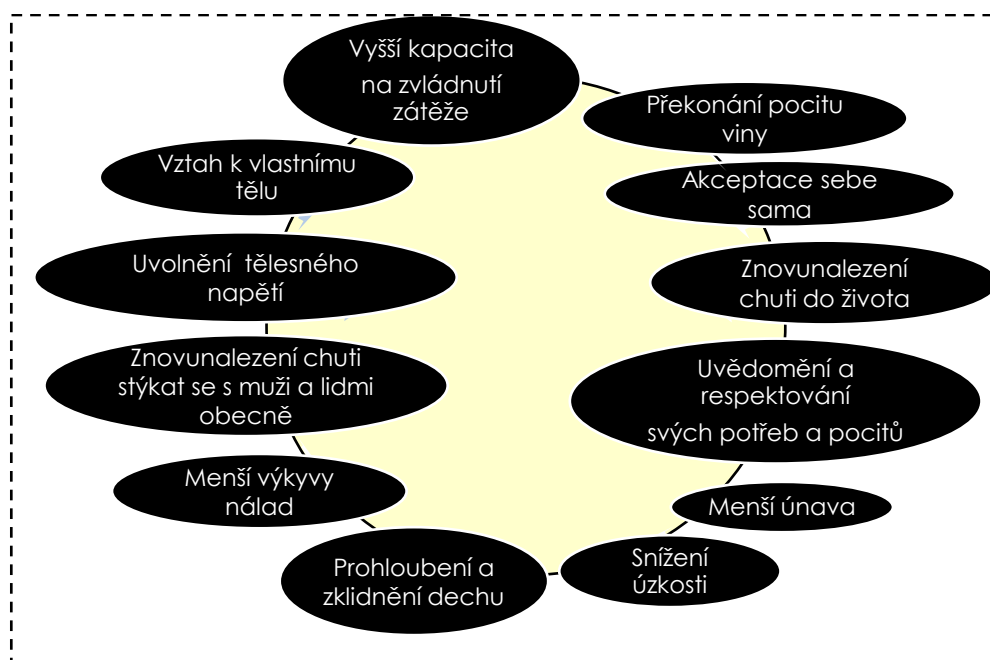 Vyšší kapacita
na zvládnutí
zátěže
Překonání pocitu
viny
Akceptace sebe
sama
Znovunalezení
chuti do života
Uvědomění a
respektování
svých potřeb a pocitů
Menší únava
Snížení
úzkosti
Prohloubení a
zklidnění dechu
Menší výkyvy
nálad
Znovunalezení chuti
stýkat se s muži a lidmi
obecně
Uvolnění  tělesného
napětí
Vztah k vlastnímu
tělu